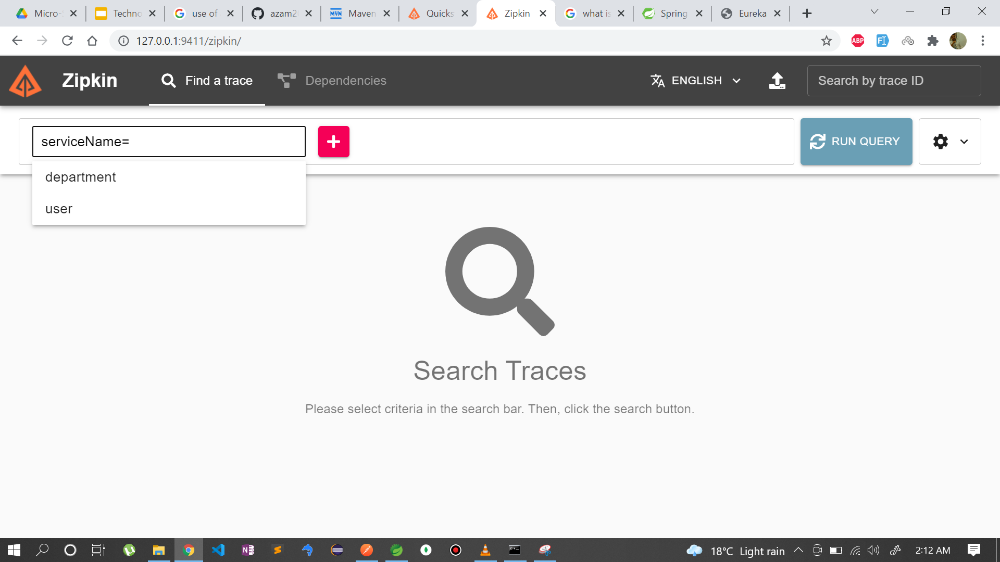 Micro-
Techno
use of
azam2
Maven
Quicks
Zipkin
what is
Spring
Eureka
127.0.0.1:9411/zipkin/
ABP
Zipkin
Find a trace
Dependencies
ENGLISH
Search by trace ID
serviceName=
RUN QUERY
department
user
Search Traces
Please select criteria in the search bar. Then, click the search button.
18°C Light rain
2:12 AM